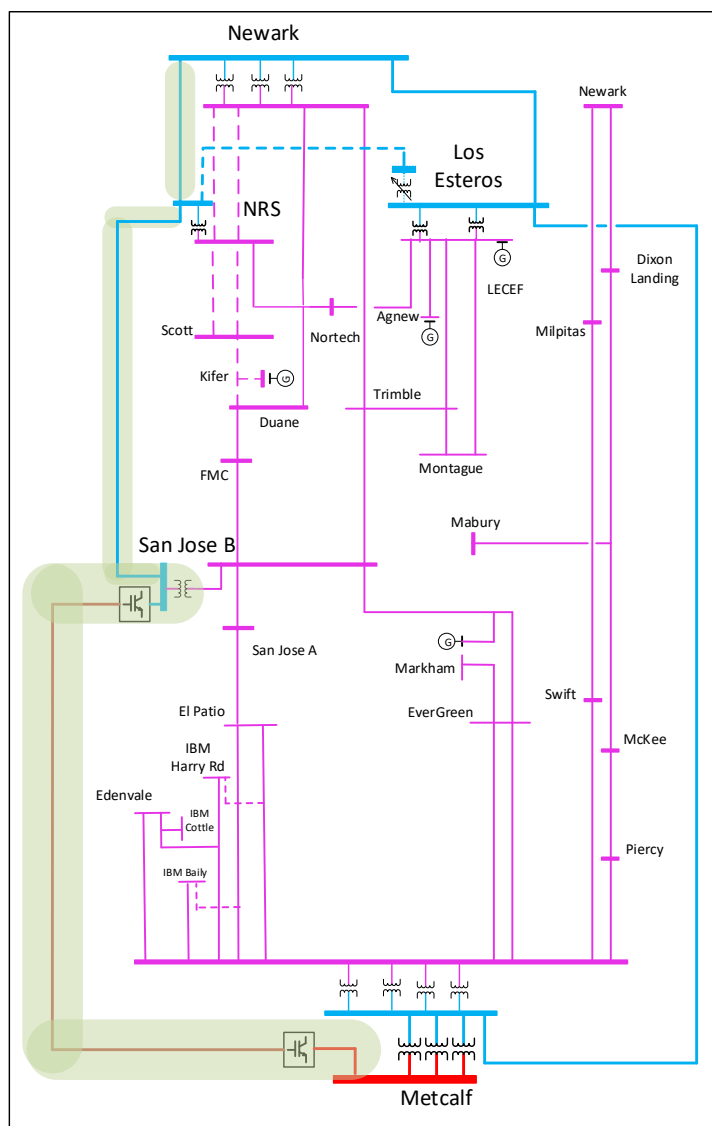 Newark
Newark
Los
Esteros
NRS
Dixon
Landing
G
LECEF
Agnew
Nortech
Scott
Milpitas
G
Kifer
G
Trimble
Duane
Montague
FMC
Mabury
San Jose B
San Jose A
G
Markham
Swift
El Patio
EverGreen
McKee
IBM
Harry Rd
Edenvale
IBM
Cottle
Piercy
IBM Baily
Metcalf